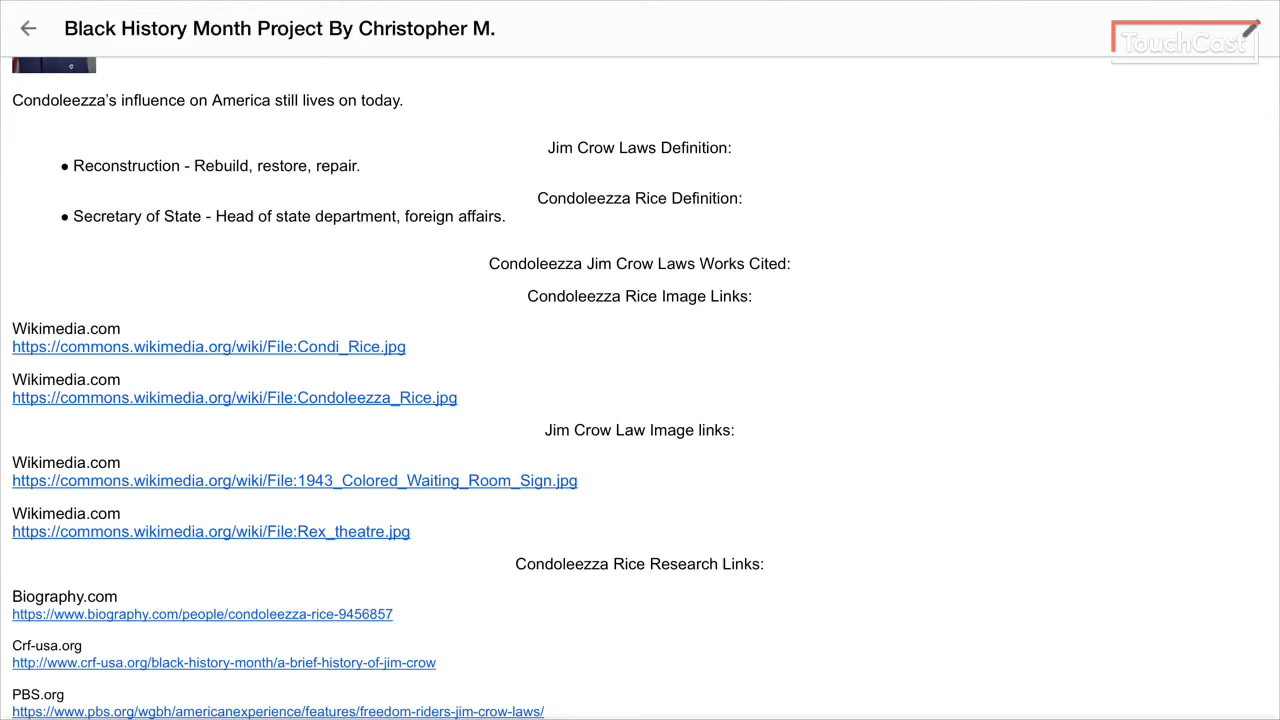 Black History Month Project By Christopher M.
TouchCast
Condoleezza's influence on America still lives on today.
Jim Crow Laws Definition:
● Reconstruction - Rebuild, restore, repair.
Condoleezza Rice Definition:
● Secretary of State - Head of state department, foreign affairs.
Condoleezza Jim Crow Laws Works Cited:
Condoleezza Rice Image Links:
Wikimedia.com
https://commons.wikimedia.org/wiki/File:Condi_Rice.jpg
Wikimedia.com
https://commons.wikimedia.org/wiki/File:Condoleezza_Rice.jpg
Jim Crow Law Image links:
Wikimedia.com
https://commons.wikimedia.org/wiki/File:1943_Colored_Waiting_Room_Sign.jpg
Wikimedia.com
https://commons.wikimedia.org/wiki/File:Rex_theatre.jpg
Condoleezza Rice Research Links:
Biography.com
https://www.biography.com/people/condoleezza-rice-9456857
Crf-usa.org
http://www.crf-usa.org/black-history-month/a-brief-history-of-jim-crow
PBS.org
https://www.pbs.org/wgbh/americanexperience/features/freedom-riders-jim-crow-laws/